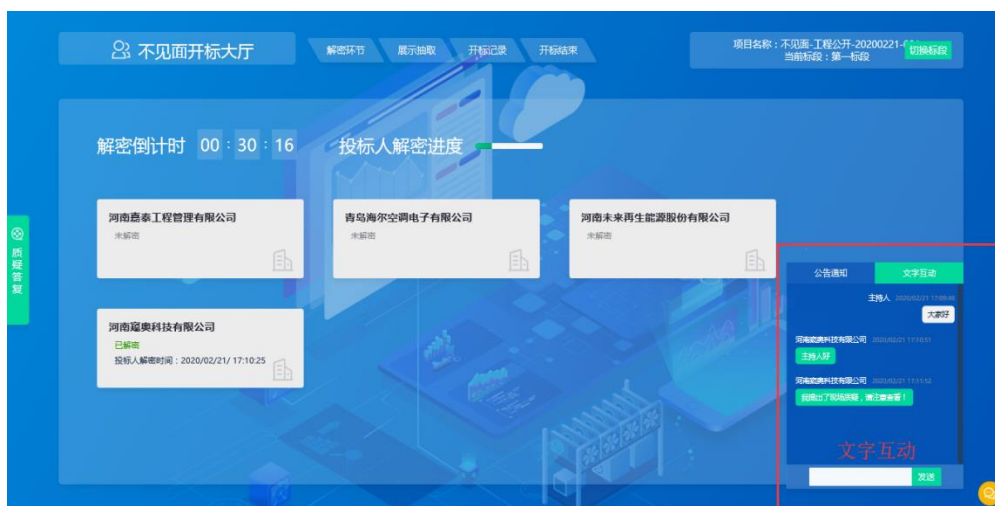 不见面开标大厅
解密环节
展示抽取
开标记录
开标结束
项目名称：不见面-工程公开-20200221-
当前标段：第一标段
切换标段
解密倒计时 00 : 30 : 16
投标人解密进度
河南嘉泰工程管理有限公司
未解密
青岛海尔空调电子有限公司
未解密
河南未来再生能源股份有限公司
未解密
质疑答复
河南窿奥科技有限公司
已解密
投标人解密时间：2020/02/21/ 17:10:25
公告通知
文字互动
主持人 2020/02/21
大家好
河南窿奥科技有限公司 2020/02/21
主持人好
河南窿奥科技有限公司 2020/02/21
我提出了现场质疑，请注意查看！
文字互动
发送